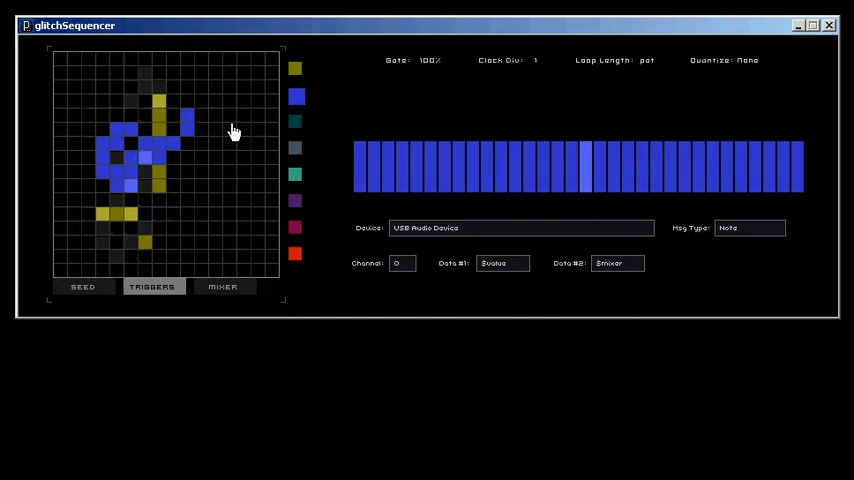 glitchSequencer
Gate: 100% Clock Div: 1 Loop Length: pat Quantize: None
Device: USB Audio Device Msg Type: Note
Channel: 0 Data #1: $value Data #2: $mixer
SEED TRIGGERS MIXER